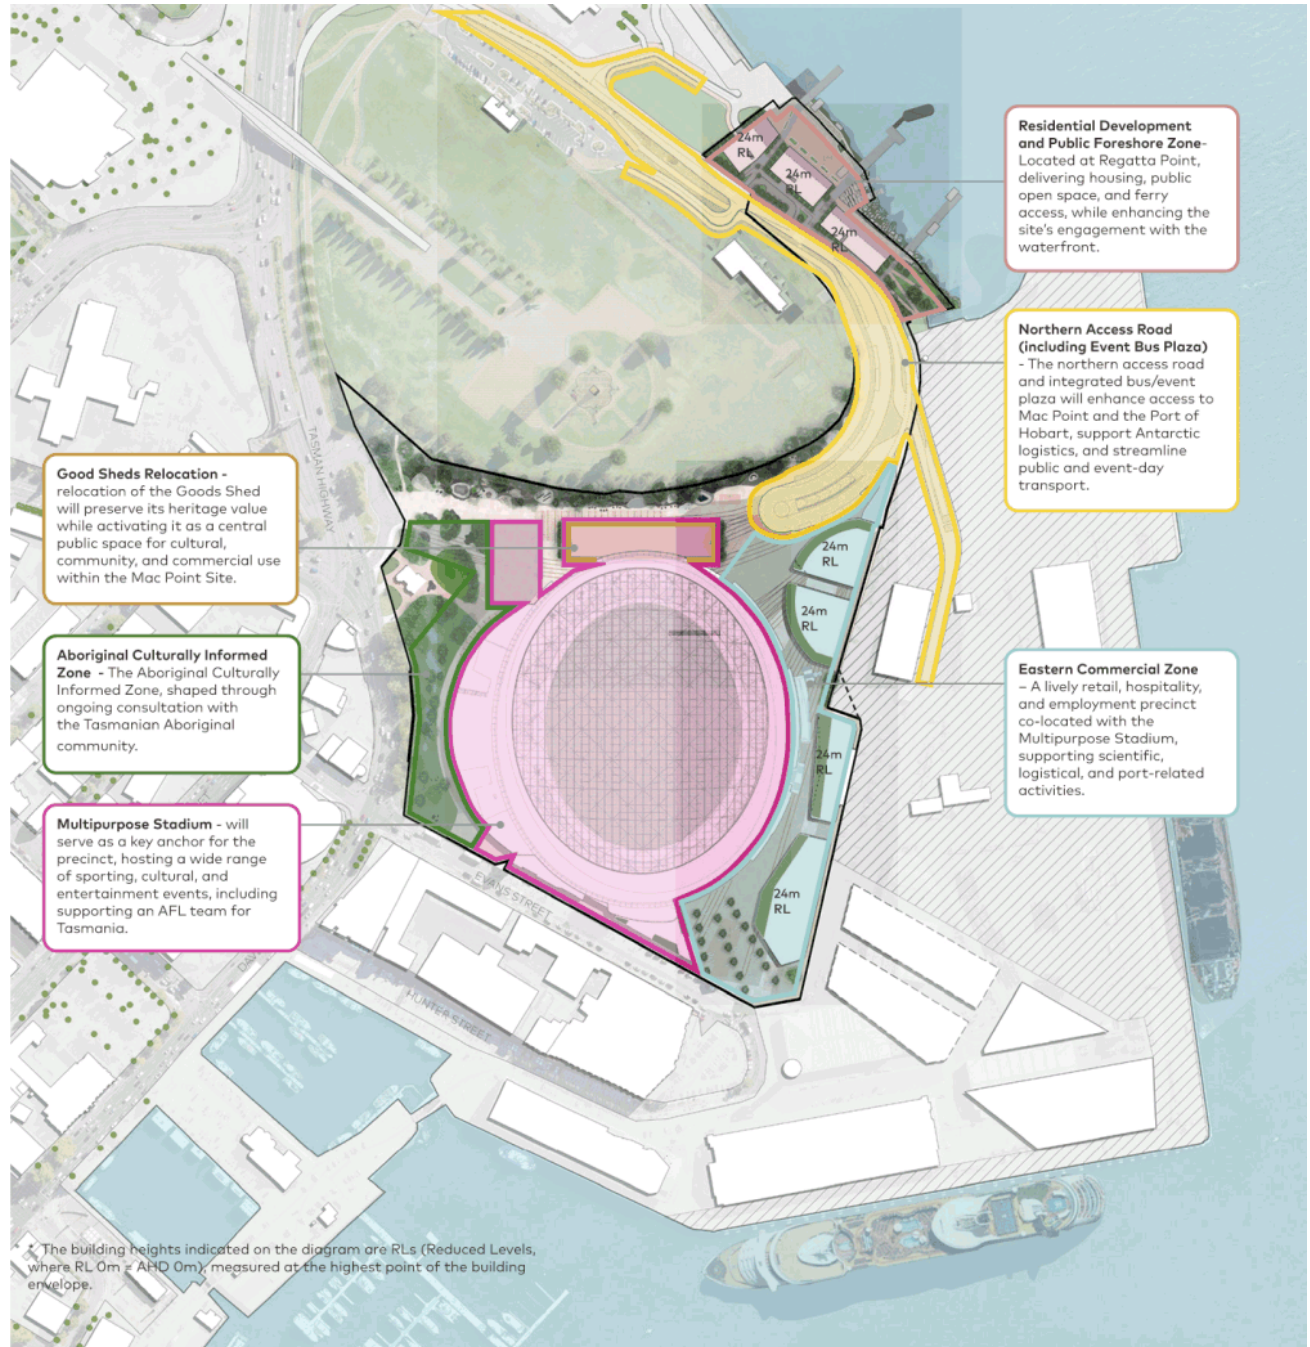 24m
RL
24m
RL
24m
RL
Residential Development
and Public Foreshore Zone-
Located at Regatta Point,
delivering housing, public
open space, and ferry
access, while enhancing the
site's engagement with the
waterfront.
Northern Access Road
(including Event Bus Plaza)
- The northern access road
and integrated bus/event
plaza will enhance access to
Mac Point and the Port of
Hobart, support Antarctic
logistics, and streamline
public and event-day
transport.
TASMAN HIGHWAY
Good Sheds Relocation -
relocation of the Goods Shed
will preserve its heritage value
while activating it as a central
public space for cultural,
community, and commercial use
within the Mac Point Site.
24m
RL
24m
RL
Aboriginal Culturally Informed
Zone - The Aboriginal Culturally
Informed Zone, shaped through
ongoing consultation with
the Tasmanian Aboriginal
community.
Eastern Commercial Zone
– A lively retail, hospitality,
and employment precinct
co-located with the
Multipurpose Stadium,
supporting scientific,
logistical, and port-related
activities.
24m
RL
Multipurpose Stadium - will
serve as a key anchor for the
precinct, hosting a wide range
of sporting, cultural, and
entertainment events, including
supporting an AFL team for
Tasmania.
EVANS STREET
24m
RL
HUNTER STREET
* The building heights indicated on the diagram are RLs (Reduced Levels,
where RL 0m = AHD 0m), measured at the highest point of the building
envelope.